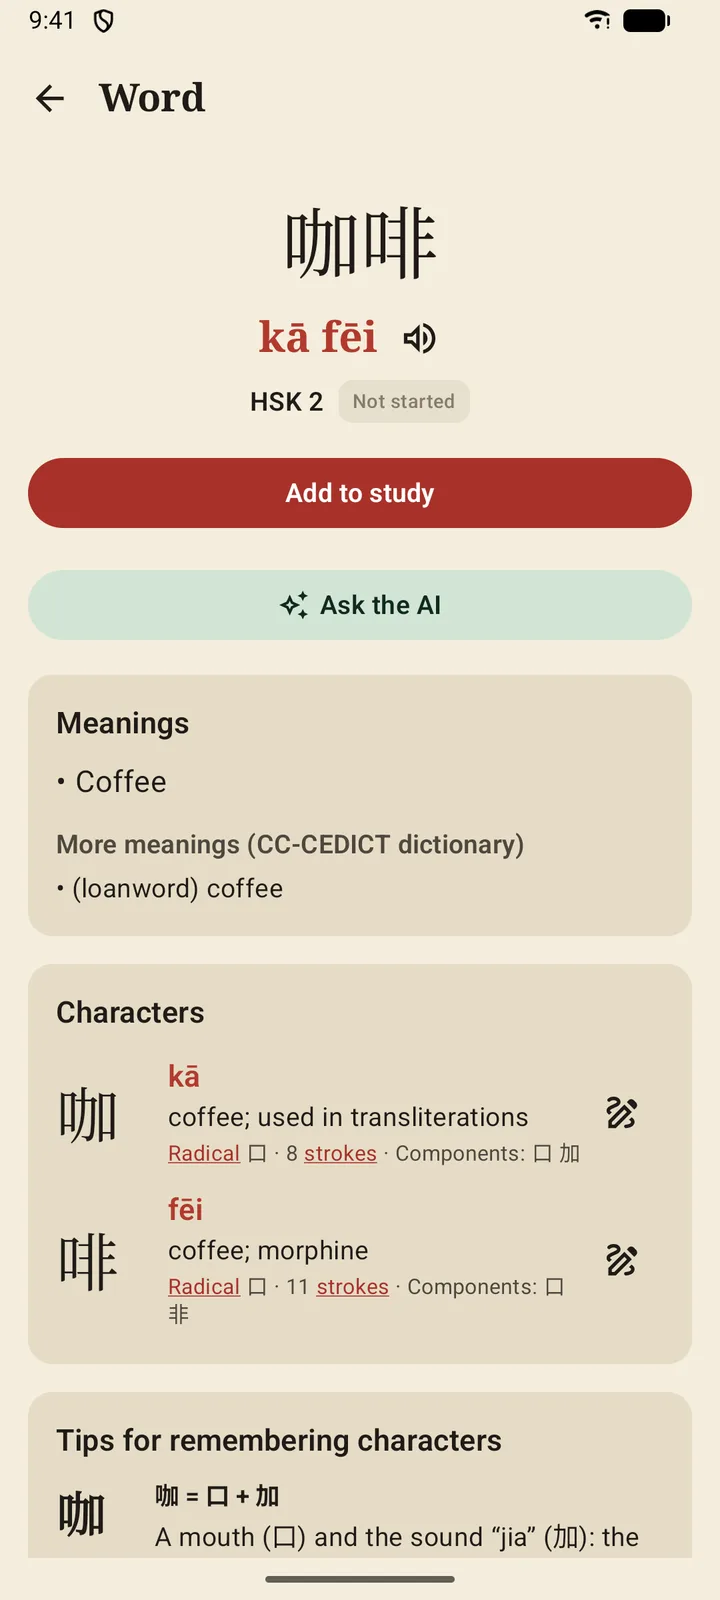 9:41
Word
咖啡
kā fēi
HSK 2 Not started
Add to study
Ask the AI
Meanings
• Coffee
More meanings (CC-CEDICT dictionary)
• (loanword) coffee
Characters
咖
kā
coffee; used in transliterations
Radical 口 · 8 strokes · Components: 口 加
啡
fēi
coffee; morphine
Radical 口 · 11 strokes · Components: 口
非
Tips for remembering characters
咖
咖 = 口 + 加
A mouth (口) and the sound “jia” (加): the